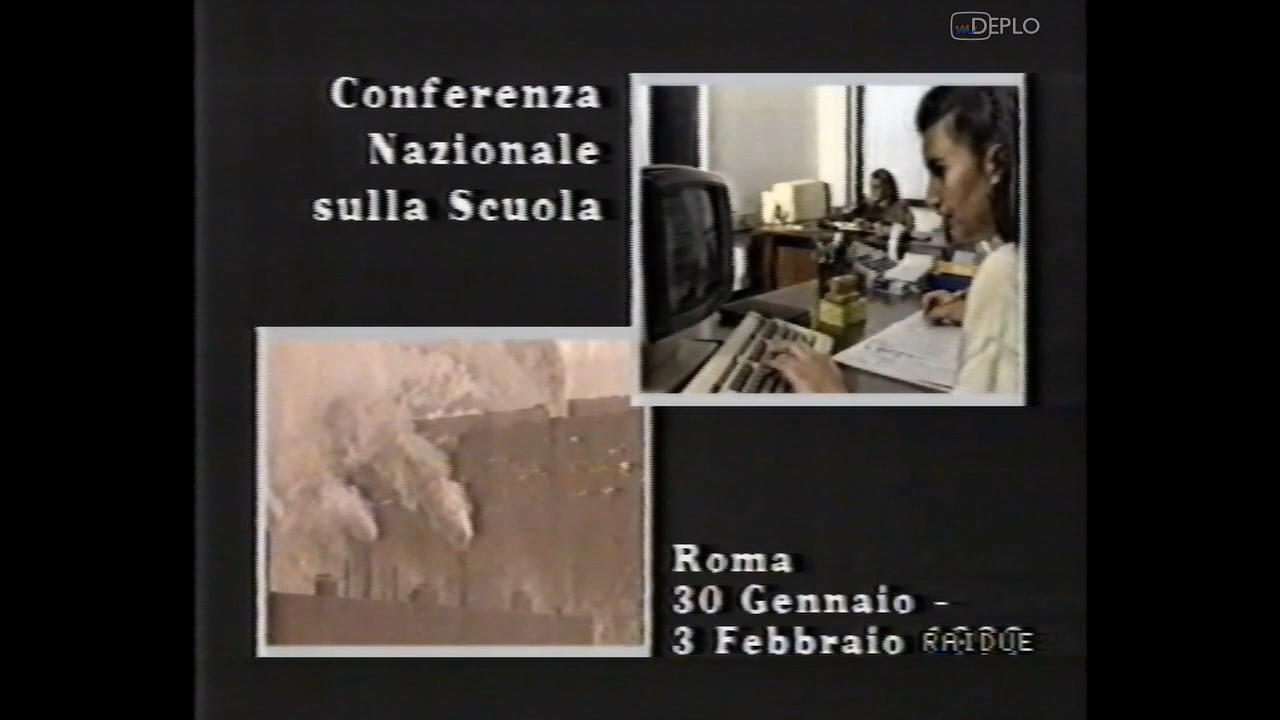 DEPLO
Conferenza
Nazionale
sulla Scuola
Roma
30 Gennaio -
3 Febbraio
RAIDUE